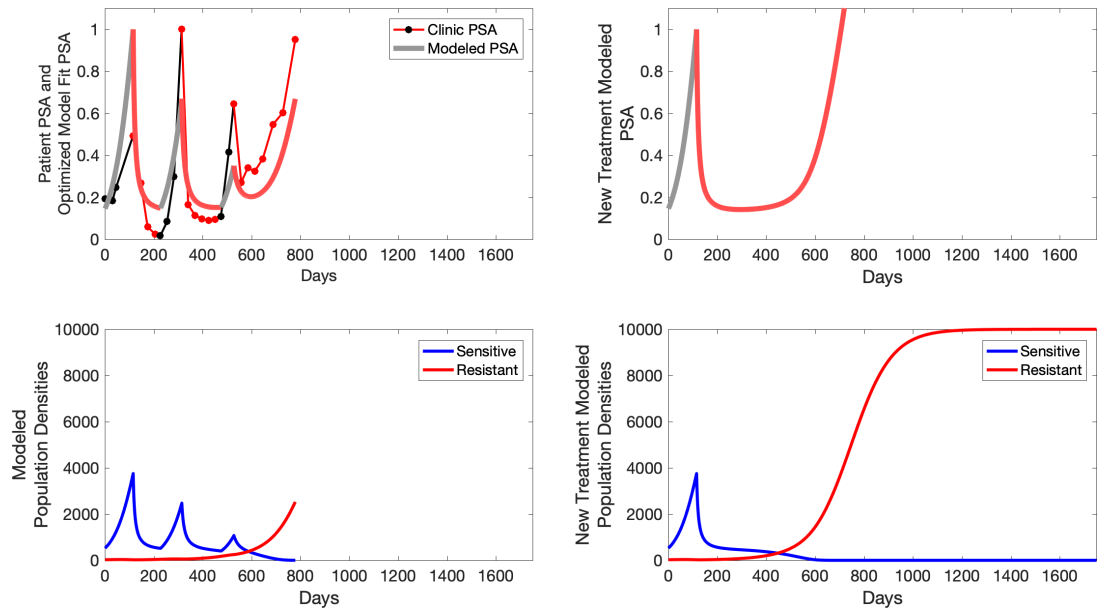 Patient PSA and
Optimized Model Fit PSA
1
0.8
0.6
0.4
0.2
0
0 200 400 600 800 1000 1200 1400 1600
Days
Clinic PSA
Modeled PSA
New Treatment Modeled
PSA
1
0.8
0.6
0.4
0.2
0
0 200 400 600 800 1000 1200 1400 1600
Days
Modeled
Population Densities
10000
8000
6000
4000
2000
0
0 200 400 600 800 1000 1200 1400 1600
Days
Sensitive
Resistant
New Treatment Modeled
Population Densities
10000
8000
6000
4000
2000
0
0 200 400 600 800 1000 1200 1400 1600
Days
Sensitive
Resistant